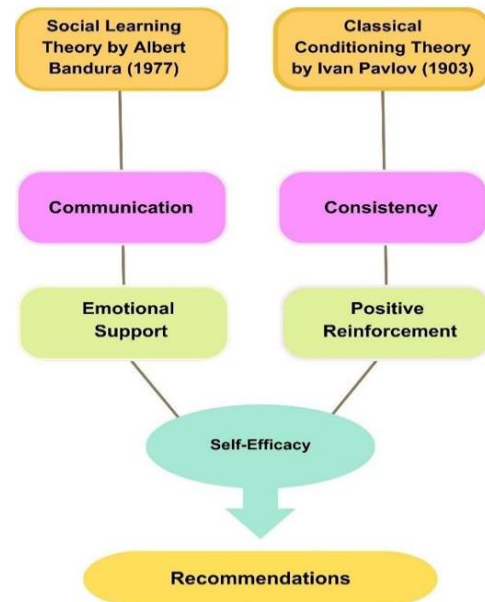 Social Learning
Theory by Albert
Bandura (1977)
Classical
Conditioning Theory
by Ivan Pavlov (1903)
Communication
Consistency
Emotional
Support
Positive
Reinforcement
Self-Efficacy
Recommendations